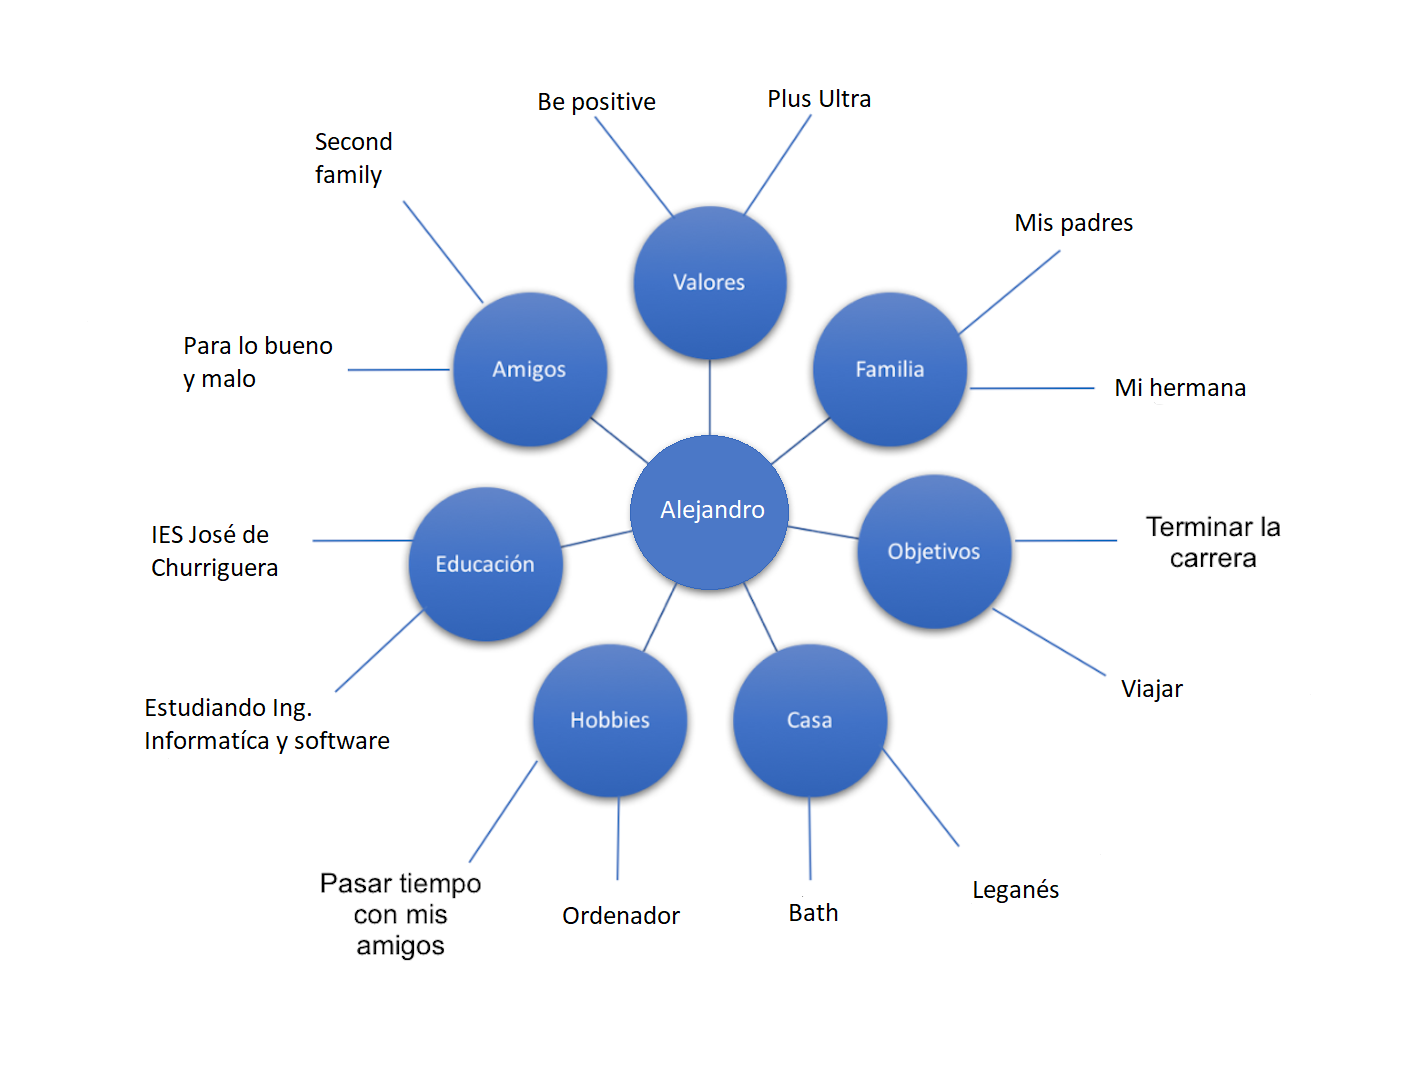 Be positive
Plus Ultra
Second
family
Mis padres
Valores
Para lo bueno
y malo
Amigos
Familia
Mi hermana
Alejandro
IES José de
Churriguera
Educación
Objetivos
Terminar la
carrera
Viajar
Estudiando Ing.
Informatíca y software
Hobbies
Casa
Pasar tiempo
con mis
amigos
Ordenador
Bath
Leganés